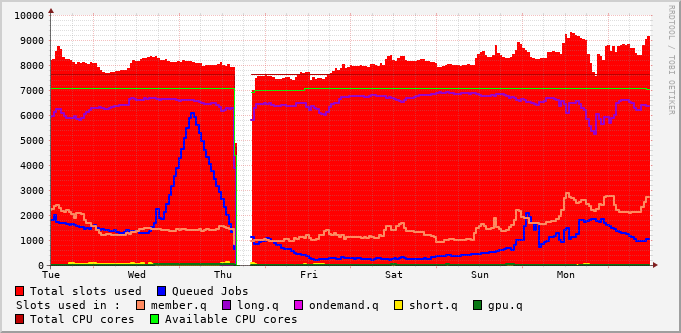 10000
9000
8000
7000
6000
5000
4000
3000
2000
1000
0
Tue Wed Thu Fri Sat Sun Mon
Total slots used Queued Jobs
Slots used in : member.q long.q ondemand.q short.q gpu.q
Total CPU cores Available CPU cores
RRDTOOL / TOBI OETIKER